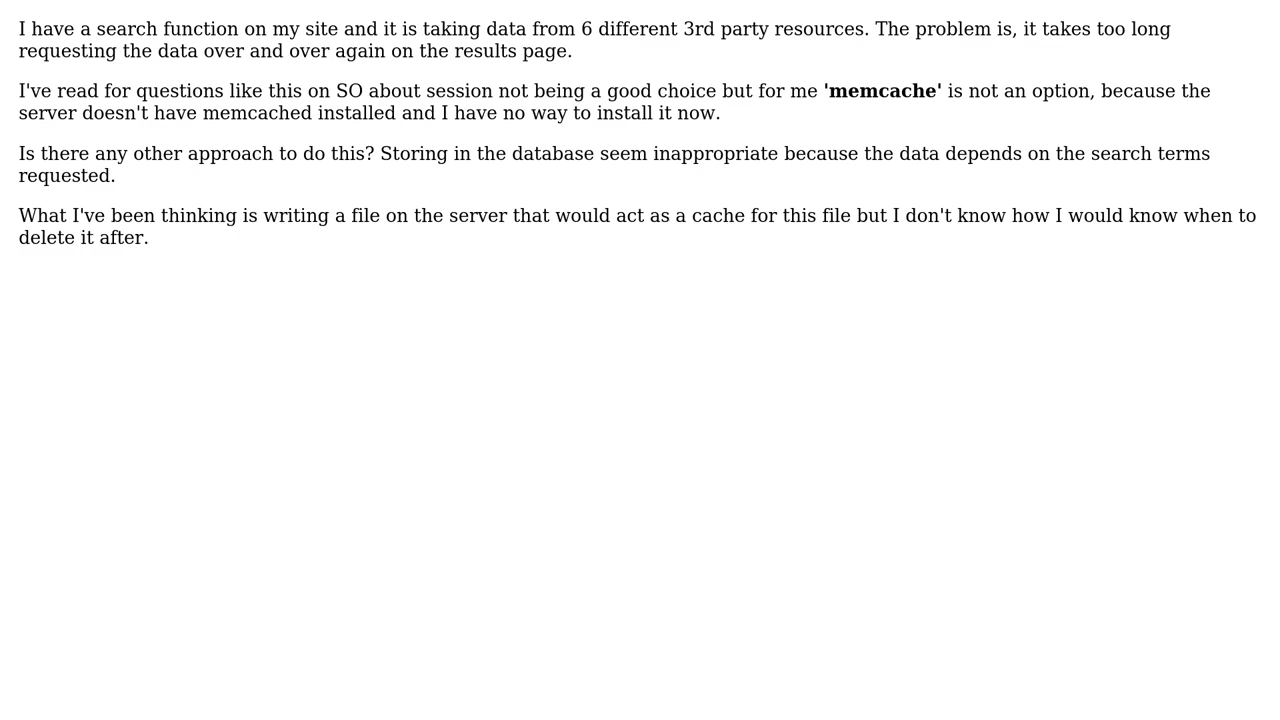 I have a search function on my site and it is taking data from 6 different 3rd party resources. The problem is, it takes too long
requesting the data over and over again on the results page.
I've read for questions like this on SO about session not being a good choice but for me 'memcache' is not an option, because the
server doesn't have memcached installed and I have no way to install it now.
Is there any other approach to do this? Storing in the database seem inappropriate because the data depends on the search terms
requested.
What I've been thinking is writing a file on the server that would act as a cache for this file but I don't know how I would know when to
delete it after.